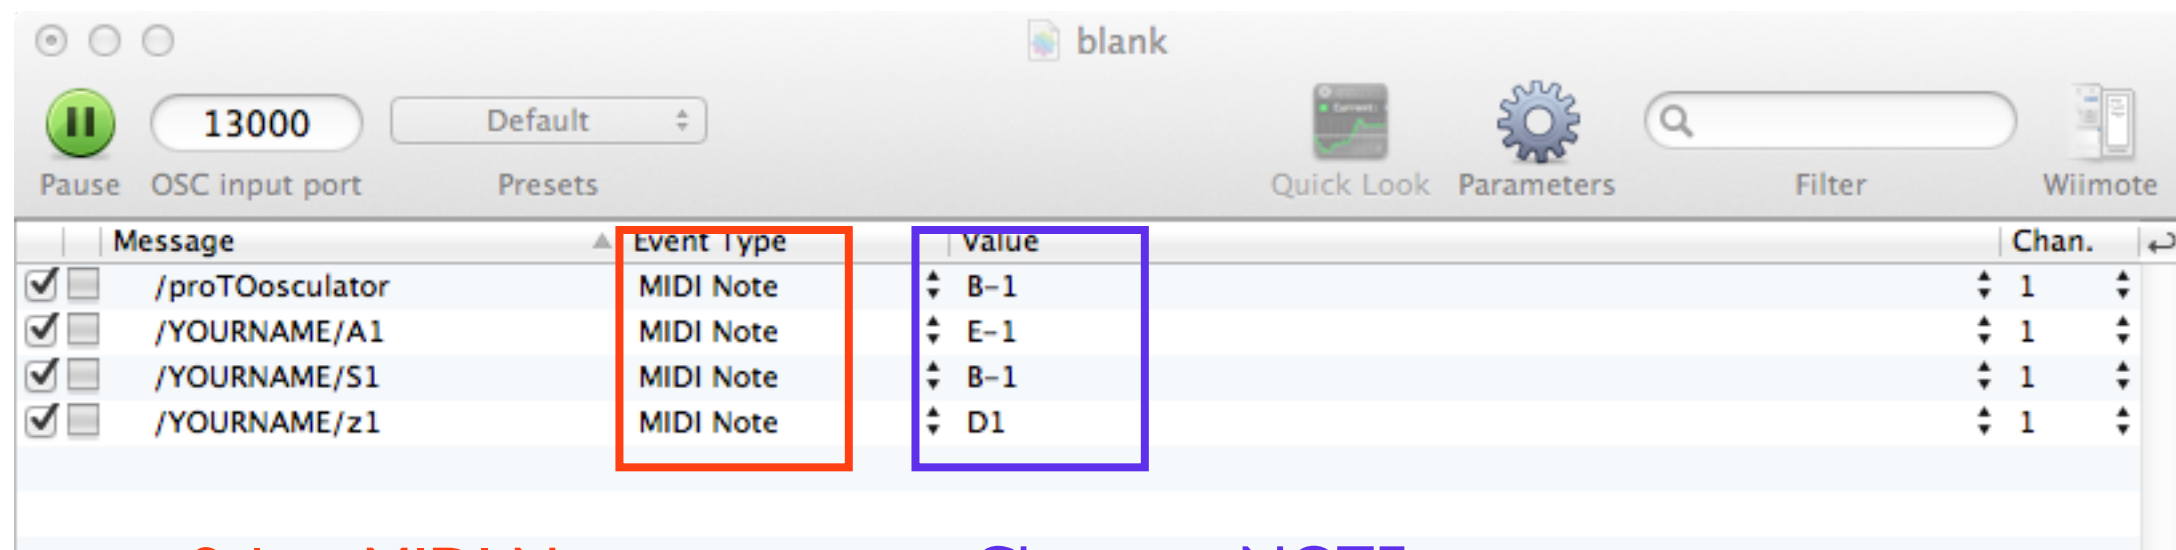 blank
13000 Default
Pause OSC input port Presets Quick Look Parameters Filter Wiimote
Message Event Type Value Chan.
/proTOosculator MIDI Note B-1 1
/YOURNAME/A1 MIDI Note E-1 1
/YOURNAME/S1 MIDI Note B-1 1
/YOURNAME/z1 MIDI Note D1 1
MIDI NOTE